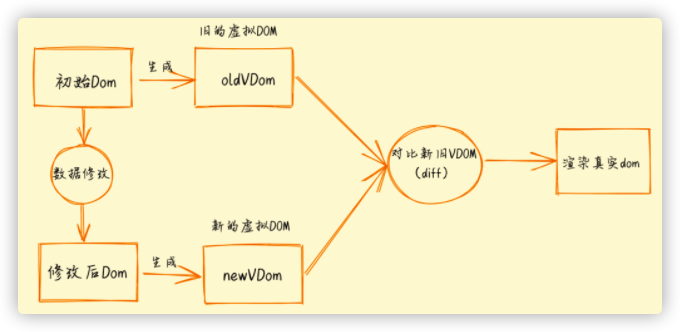 旧的虚拟DOM
初始Dom
生成
oldVDom
数据修改
对比新旧VDOM
(diff)
渲染真实dom
新的虚拟DOM
修改后Dom
生成
newVDom